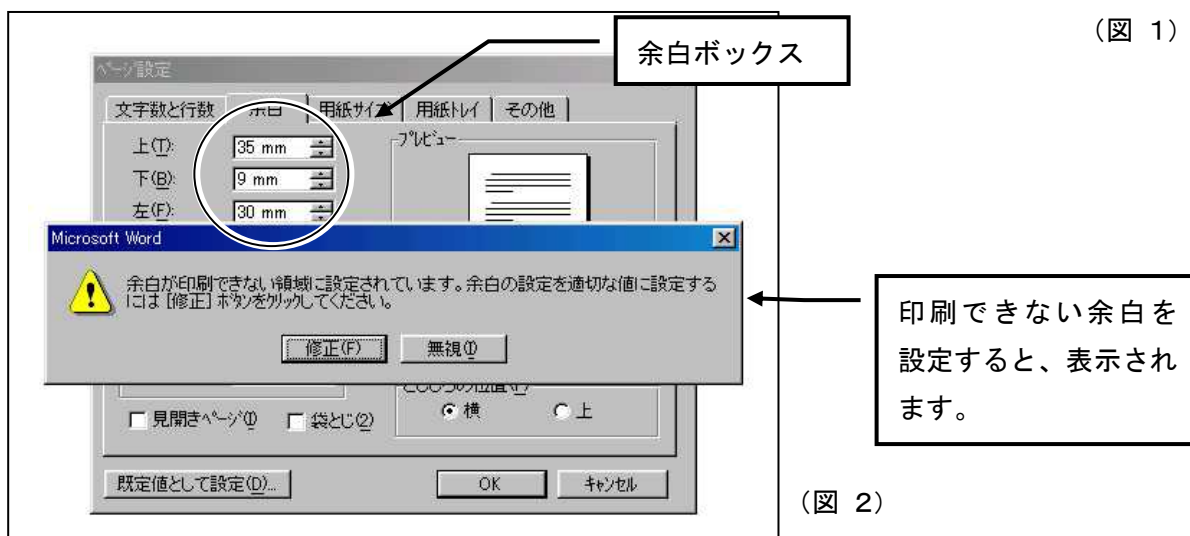 （図 1）
余白ボックス
ページ設定
文字数と行数 余白 用紙サイズ 用紙トレイ その他
上(T): 35 mm
プレビュー
下(B): 9 mm
左(F): 30 mm
Microsoft Word
余白が印刷できない領域に設定されています。余白の設定を適切な値に設定する
には [修正] ボタンをクリックしてください。
修正(F) 無視(I)
印刷できない余白を
設定すると、表示され
ます。
見開きページ(I) 袋とじ(2)
横 上
既定値として設定(D)... OK キャンセル
（図 2）